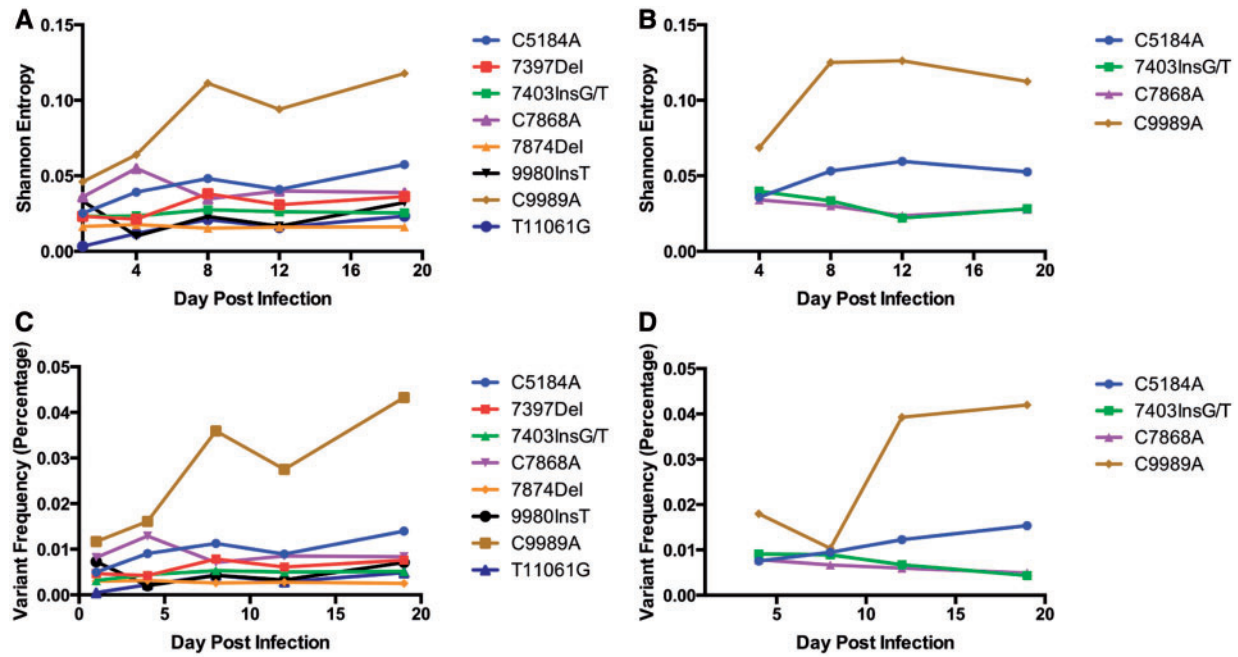 A
0.15
0.10
0.05
0.00
Shannon Entropy
4
8
12
16
20
Day Post Infection
C5184A
7397Del
7403InsG/T
C7868A
7874Del
9980InsT
C9989A
T11061G
B
0.15
0.10
0.05
0.00
Shannon Entropy
4
8
12
16
20
Day Post Infection
C5184A
7403InsG/T
C7868A
C9989A
C
0.05
0.04
0.03
0.02
0.01
0.00
Variant Frequency (Percentage)
0
5
10
15
20
Day Post Infection
C5184A
7397Del
7403InsG/T
C7868A
7874Del
9980InsT
C9989A
T11061G
D
0.05
0.04
0.03
0.02
0.01
0.00
Variant Frequency (Percentage)
5
10
15
20
Day Post Infection
C5184A
7403InsG/T
C7868A
C9989A